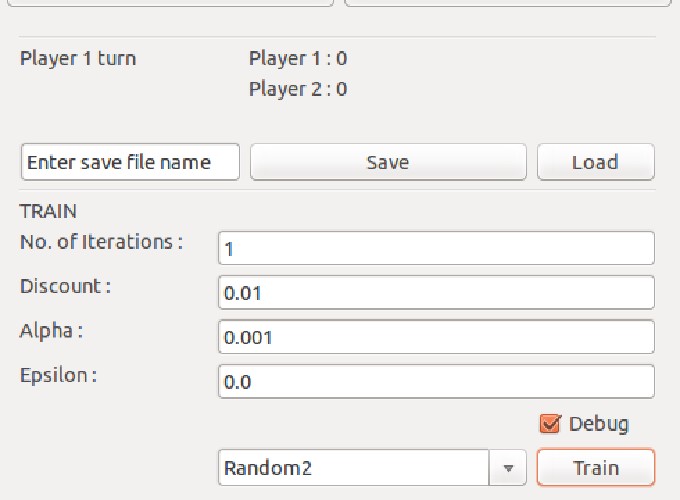 Player 1 turn
Player 1 : 0
Player 2 : 0
Enter save file name
Save
Load
TRAIN
No. of Iterations :
1
Discount :
0.01
Alpha :
0.001
Epsilon :
0.0
Debug
Random2
Train